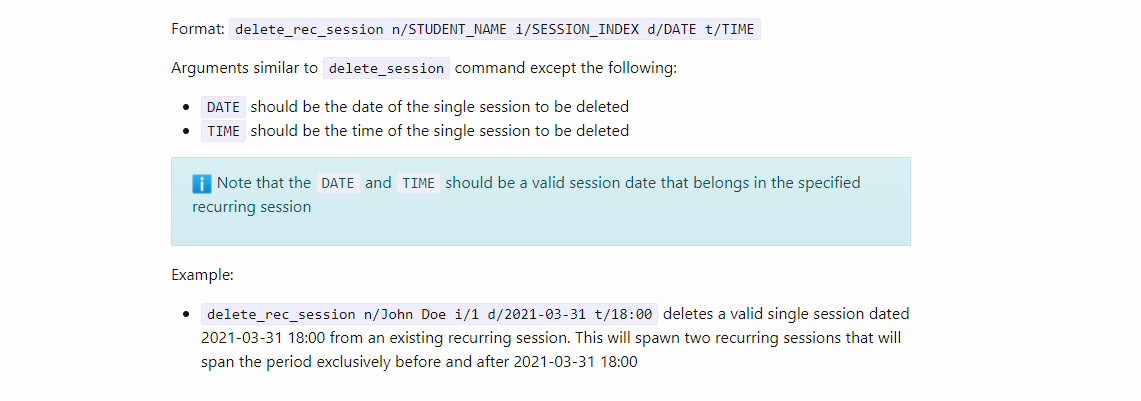 Format: delete_rec_session n/STUDENT_NAME i/SESSION_INDEX d/DATE t/TIME
Arguments similar to delete_session command except the following:
• DATE should be the date of the single session to be deleted
• TIME should be the time of the single session to be deleted
ℹ️ Note that the DATE and TIME should be a valid session date that belongs in the specified
recurring session
Example:
• delete_rec_session n/John Doe i/1 d/2021-03-31 t/18:00 deletes a valid single session dated
2021-03-31 18:00 from an existing recurring session. This will spawn two recurring sessions that will
span the period exclusively before and after 2021-03-31 18:00